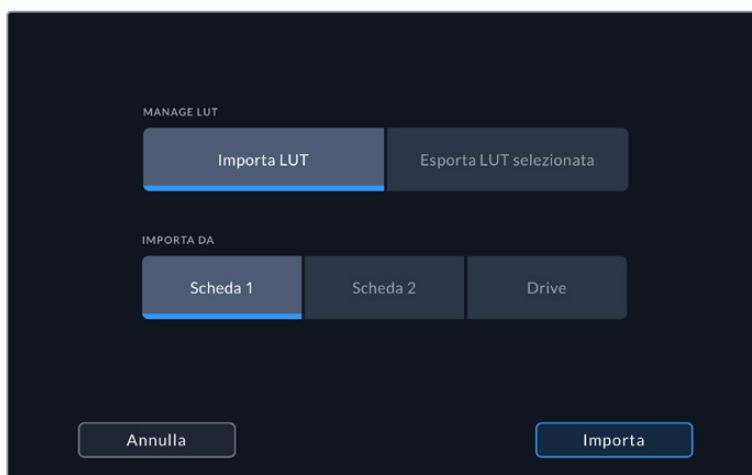 MANAGE LUT
Importa LUT Esporta LUT selezionata
IMPORTA DA
Scheda 1 Scheda 2 Drive
Annulla Importa